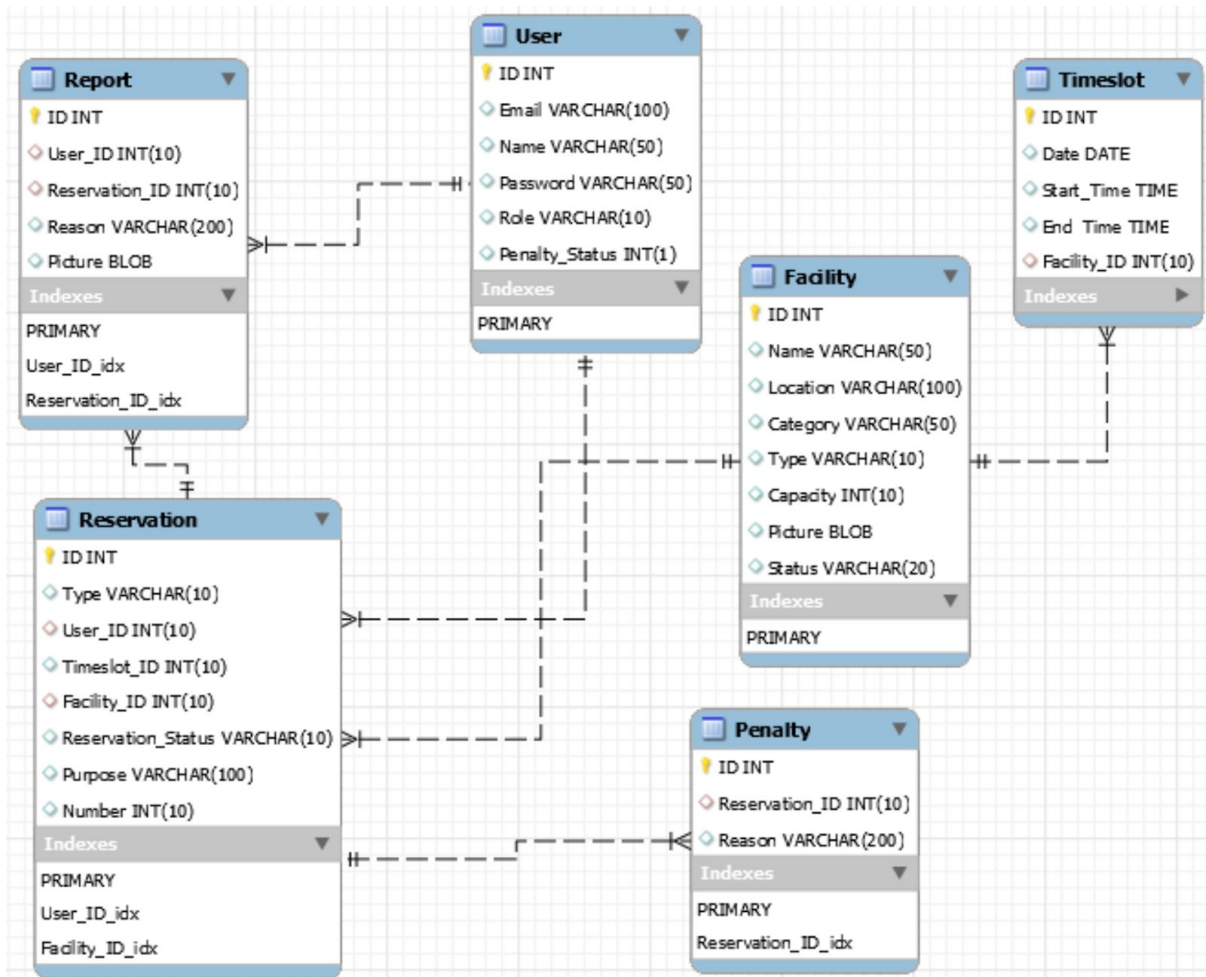 User
ID INT
Email VARCHAR(100)
Name VARCHAR(50)
Password VARCHAR(50)
Role VARCHAR(10)
Penalty_Status INT(1)
Indexes
PRIMARY
Report
ID INT
User_ID INT(10)
Reservation_ID INT(10)
Reason VARCHAR(200)
Picture BLOB
Indexes
PRIMARY
User_ID_idx
Reservation_ID_idx
Timeslot
ID INT
Date DATE
Start_Time TIME
End Time TIME
Facility_ID INT(10)
Indexes
Facility
ID INT
Name VARCHAR(50)
Location VARCHAR(100)
Category VARCHAR(50)
Type VARCHAR(10)
Capacity INT(10)
Picture BLOB
Status VARCHAR(20)
Indexes
PRIMARY
Reservation
ID INT
Type VARCHAR(10)
User_ID INT(10)
Timeslot_ID INT(10)
Facility_ID INT(10)
Reservation_Status VARCHAR(10)
Purpose VARCHAR(100)
Number INT(10)
Indexes
PRIMARY
User_ID_idx
Facility_ID_idx
Penalty
ID INT
Reservation_ID INT(10)
Reason VARCHAR(200)
Indexes
PRIMARY
Reservation_ID_idx